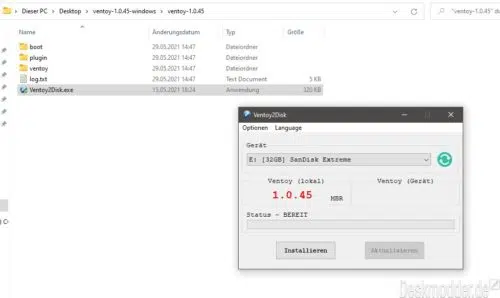 Dieser PC > Desktop > ventoy-1.0.45-windows > ventoy-1.0.45
"ventoy-1.0.45" du
Name
Änderungsdatum
Typ
Größe
boot 29.05.2021 14:47 Dateiordner
plugin 29.05.2021 14:47 Dateiordner
ventoy 29.05.2021 14:47 Dateiordner
log.txt 29.05.2021 14:47 Text Document 5 KB
Ventoy2Disk.exe 15.05.2021 18:24 Anwendung 320 KB
Ventoy2Disk
Optionen Language
Gerät
E: [32GB] SanDisk Extreme
Ventoy (lokal) Ventoy (Gerät)
1.0.45 MBR
Status - BEREIT
Installieren Aktualisieren
Deskmodder.de